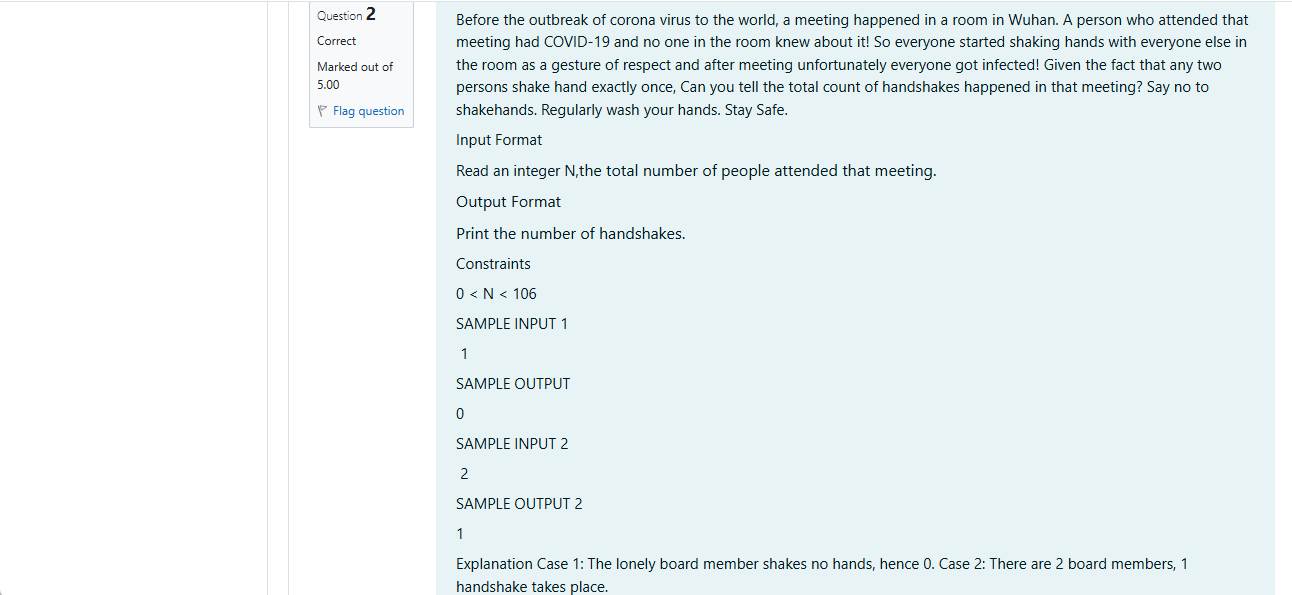 Question 2
Correct
Marked out of
5.00
Flag question
Before the outbreak of corona virus to the world, a meeting happened in a room in Wuhan. A person who attended that
meeting had COVID-19 and no one in the room knew about it! So everyone started shaking hands with everyone else in
the room as a gesture of respect and after meeting unfortunately everyone got infected! Given the fact that any two
persons shake hand exactly once, Can you tell the total count of handshakes happened in that meeting? Say no to
shakehands. Regularly wash your hands. Stay Safe.
Input Format
Read an integer N,the total number of people attended that meeting.
Output Format
Print the number of handshakes.
Constraints
0 < N < 106
SAMPLE INPUT 1
1
SAMPLE OUTPUT
0
SAMPLE INPUT 2
2
SAMPLE OUTPUT 2
1
Explanation Case 1: The lonely board member shakes no hands, hence 0. Case 2: There are 2 board members, 1
handshake takes place.